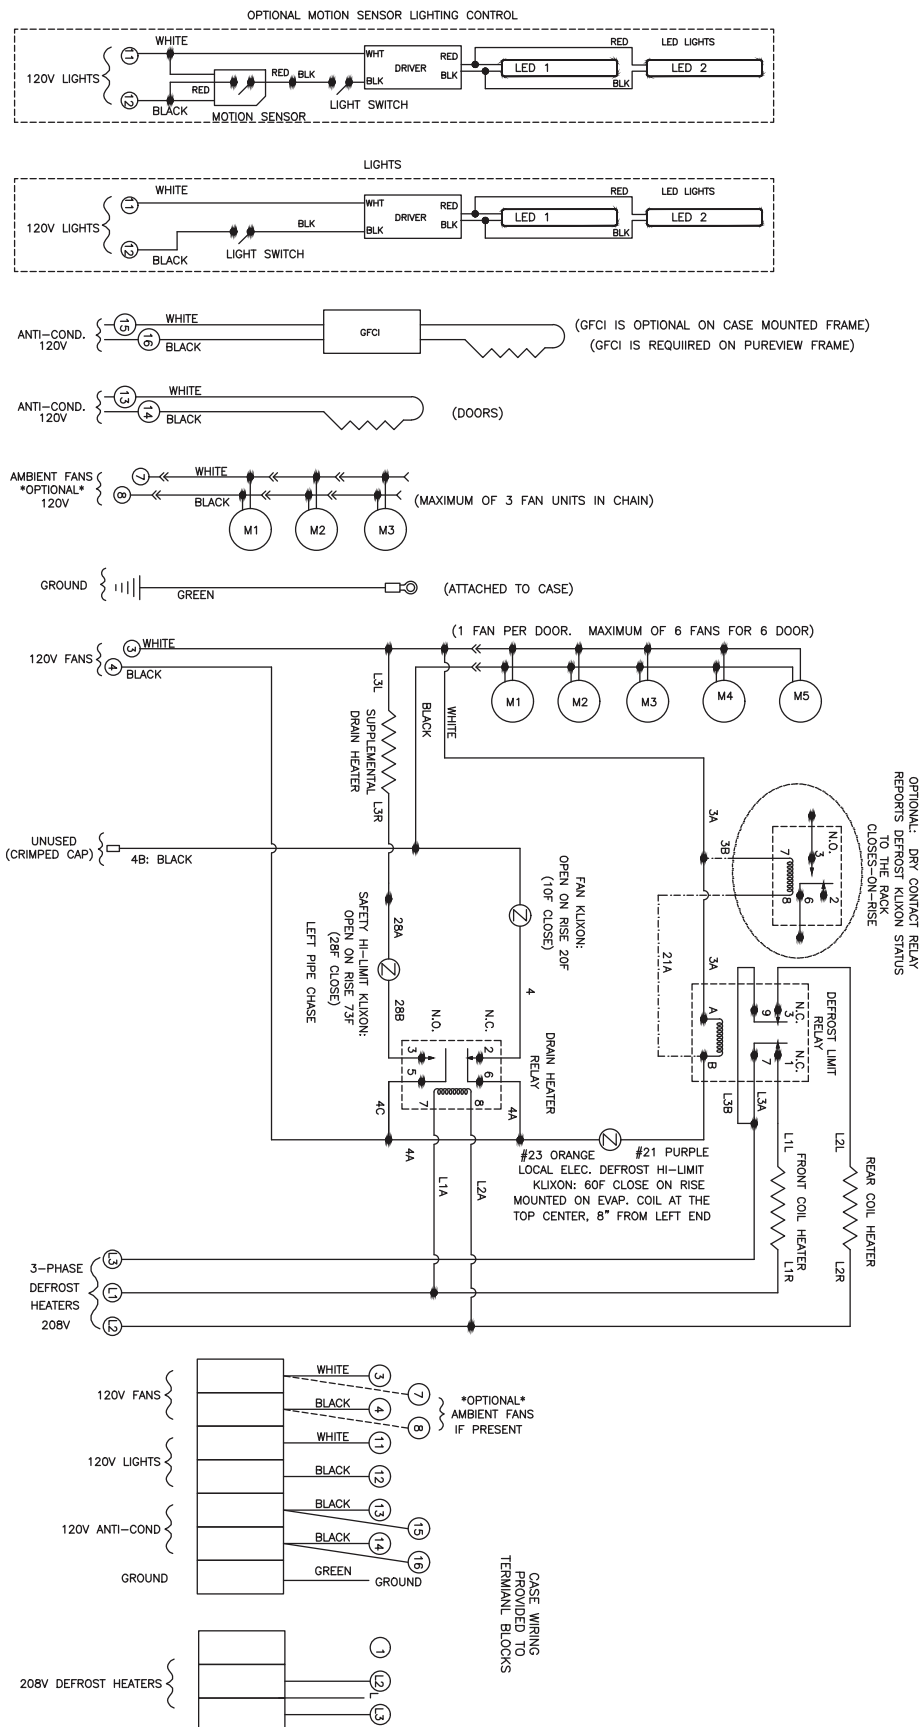 OPTIONAL MOTION SENSOR LIGHTING CONTROL
WHITE
11
120V LIGHTS
12
BLACK
RED
RED
BLK
MOTION SENSOR
LIGHT SWITCH
WHT
BLK
DRIVER
RED
BLK
RED
BLK
LED LIGHTS
LED 1
LED 2
LIGHTS
WHITE
11
120V LIGHTS
12
BLACK
BLK
LIGHT SWITCH
WHT
BLK
DRIVER
RED
BLK
RED
BLK
LED LIGHTS
LED 1
LED 2
ANTI-COND.
120V
15
16
WHITE
BLACK
GFCI
(GFCI IS OPTIONAL ON CASE MOUNTED FRAME)
(GFCI IS REQUIIRED ON PUREVIEW FRAME)
ANTI-COND.
120V
13
14
WHITE
BLACK
(DOORS)
AMBIENT FANS
*OPTIONAL*
120V
7
8
WHITE
BLACK
M1
M2
M3
(MAXIMUM OF 3 FAN UNITS IN CHAIN)
GROUND
GREEN
(ATTACHED TO CASE)
(1 FAN PER DOOR. MAXIMUM OF 6 FANS FOR 6 DOOR)
120V FANS
3
WHITE
4
BLACK
M1
M2
M3
M4
M5
L3L
SUPPLEMENTAL
DRAIN HEATER
L3R
BLACK
WHITE
OPTIONAL: DRY CONTACT RELAY
REPORTS DEFROST KLIXON STATUS
TO THE RACK
CLOSES-ON-RISE
3A
3B
N.O.
3
7
8
6
2
UNUSED
(CRIMPED CAP)
4B: BLACK
FAN KLIXON:
OPEN ON RISE 20F
(10F CLOSE)
SAFETY HI-LIMIT KLIXON:
OPEN ON RISE 73F
(28F CLOSE)
LEFT PIPE CHASE
28A
28B
4
21A
3A
A
B
DEFROST LIMIT
RELAY
N.C.
3
9
N.C.
1
7
N.O.
N.C.
3
5
2
6
7
8
DRAIN HEATER
RELAY
4C
4A
4A
L3B
L3A
L1L
L2L
FRONT COIL HEATER
REAR COIL HEATER
L1R
L2R
L1A
L2A
#23 ORANGE
#21 PURPLE
LOCAL ELEC. DEFROST HI-LIMIT
KLIXON: 60F CLOSE ON RISE
MOUNTED ON EVAP. COIL AT THE
TOP CENTER, 8" FROM LEFT END
3-PHASE
DEFROST
HEATERS
208V
L3
L1
L2
120V FANS
WHITE
3
7
BLACK
4
8
*OPTIONAL*
AMBIENT FANS
IF PRESENT
120V LIGHTS
WHITE
11
BLACK
12
120V ANTI-COND
BLACK
13
15
BLACK
14
16
GROUND
GREEN
GROUND
CASE WIRING
PROVIDED TO
TERMIANL BLOCKS
208V DEFROST HEATERS
1
L2
L
L3